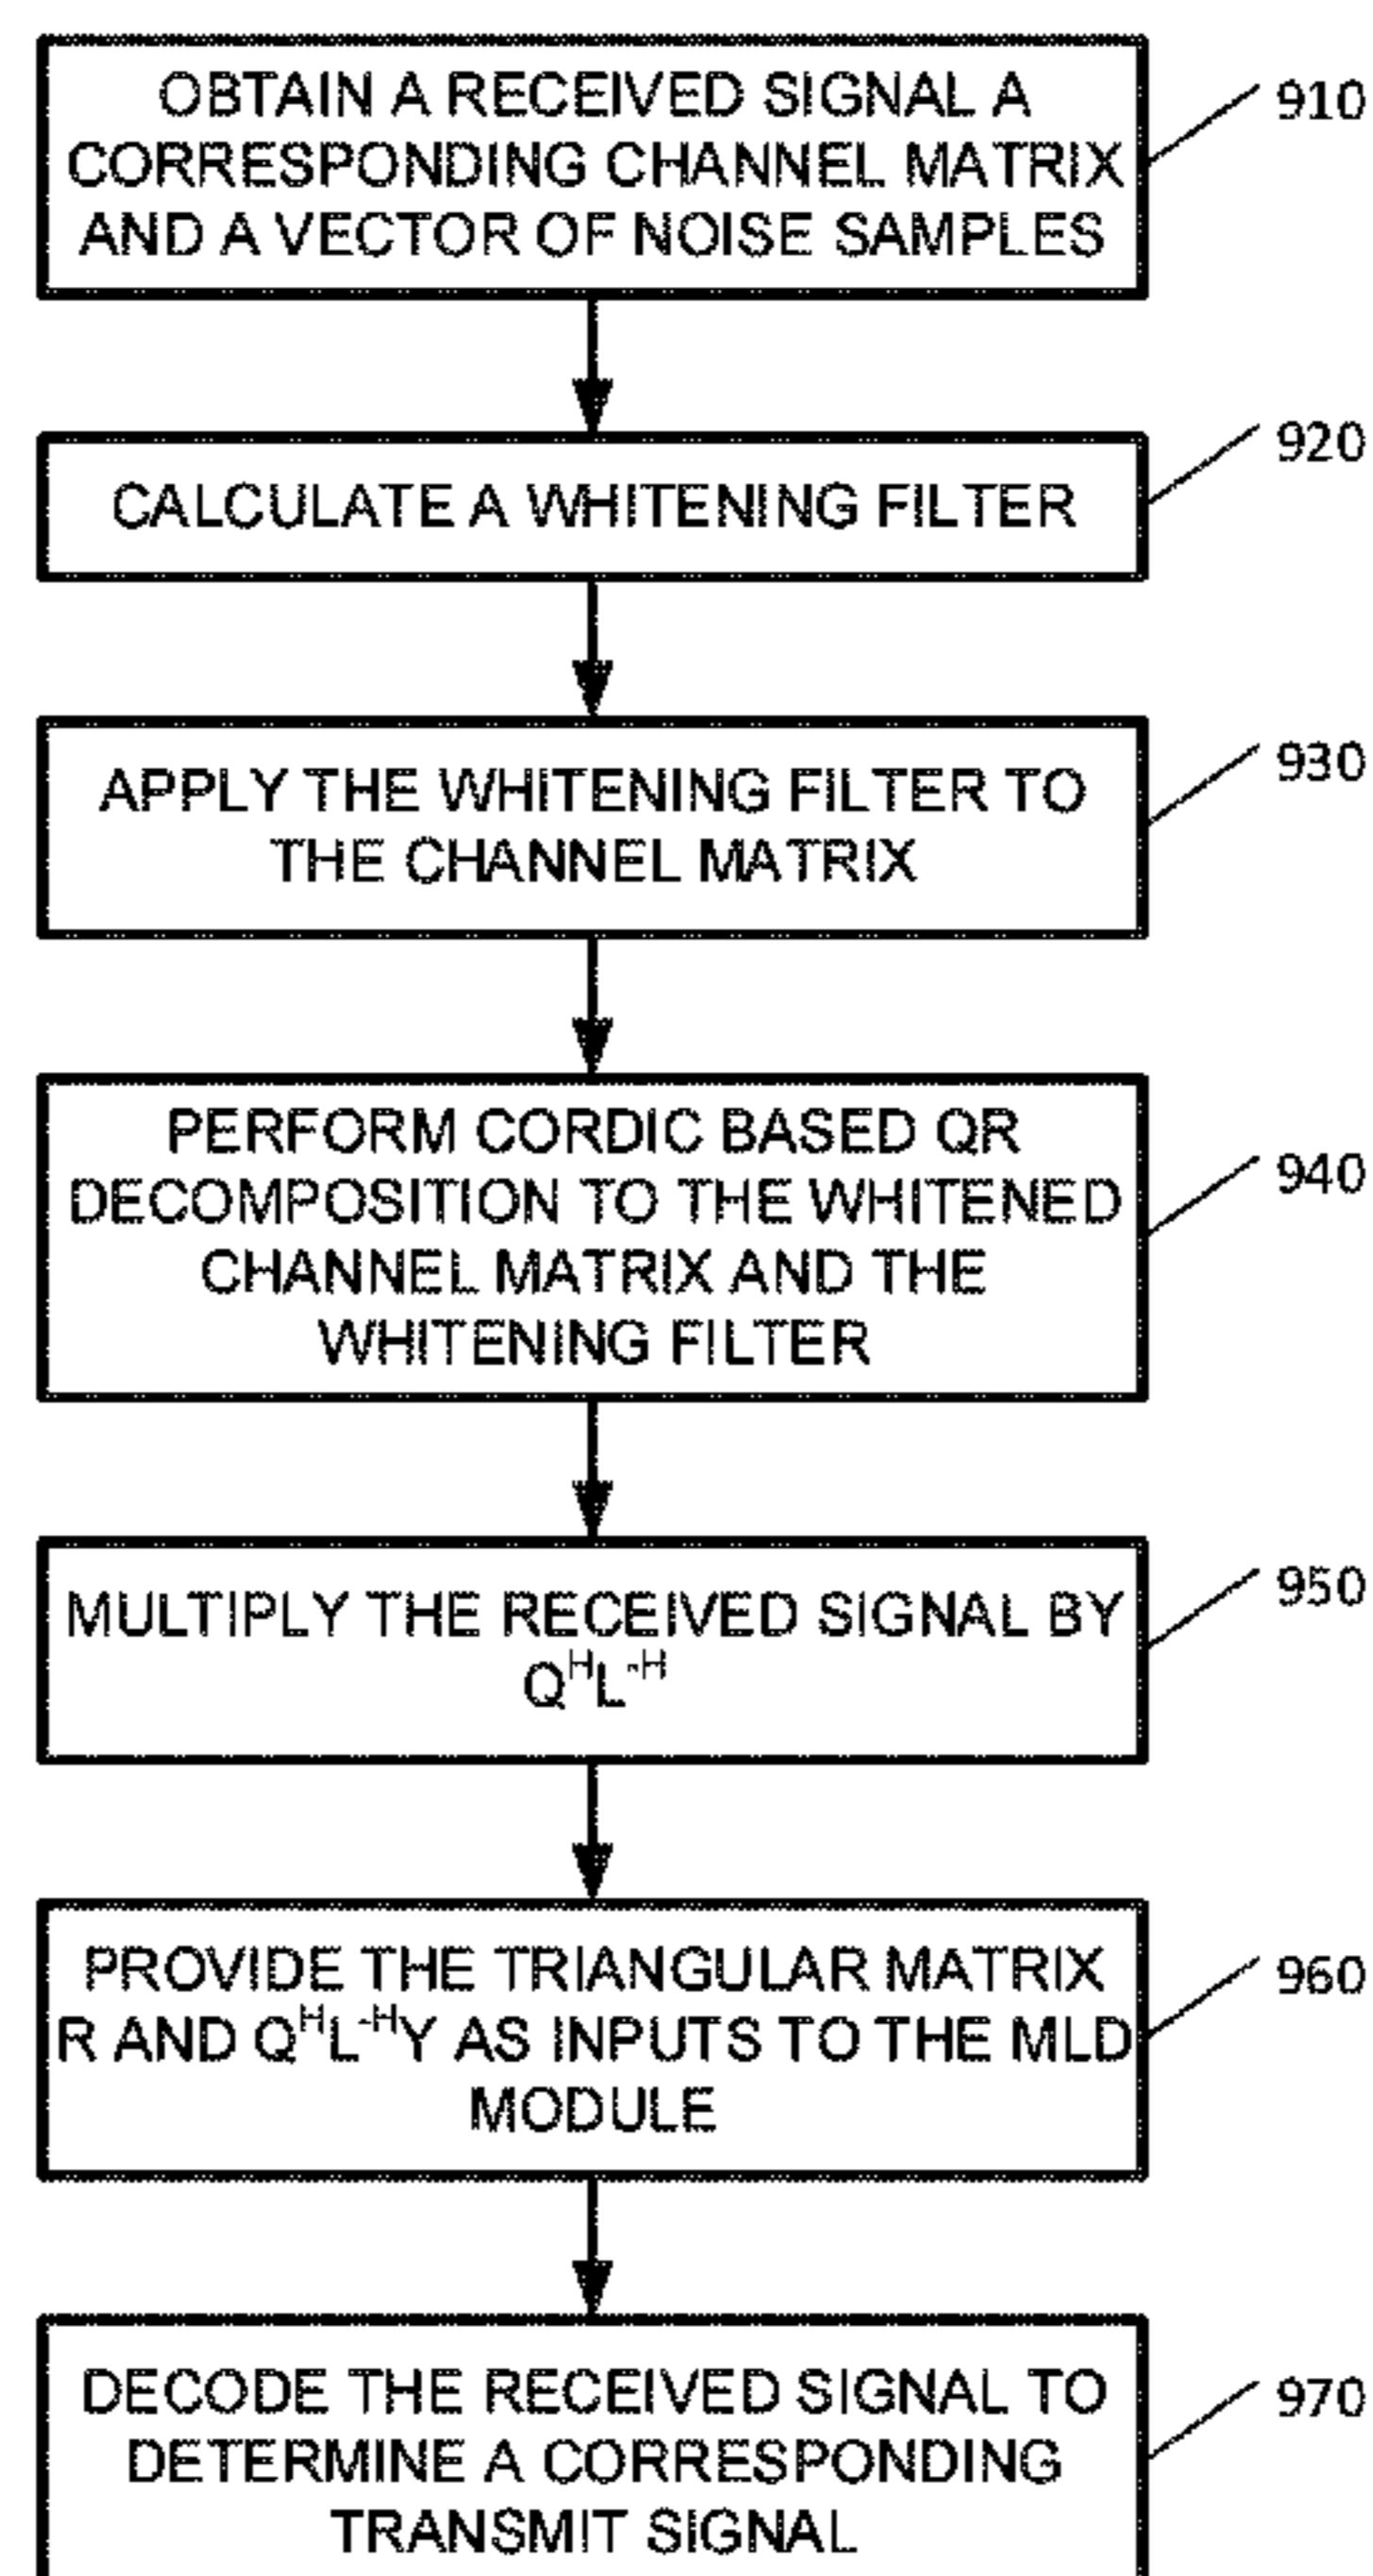 OBTAIN A RECEIVED SIGNAL A
CORRESPONDING CHANNEL MATRIX
AND A VECTOR OF NOISE SAMPLES
910
CALCULATE A WHITENING FILTER
920
APPLY THE WHITENING FILTER TO
THE CHANNEL MATRIX
930
PERFORM CORDIC BASED QR
DECOMPOSITION TO THE WHITENED
CHANNEL MATRIX AND THE
WHITENING FILTER
940
MULTIPLY THE RECEIVED SIGNAL BY
Q^H L^-H
950
PROVIDE THE TRIANGULAR MATRIX
R AND Q^H L^-H Y AS INPUTS TO THE MLD
MODULE
960
DECODE THE RECEIVED SIGNAL TO
DETERMINE A CORRESPONDING
TRANSMIT SIGNAL
970